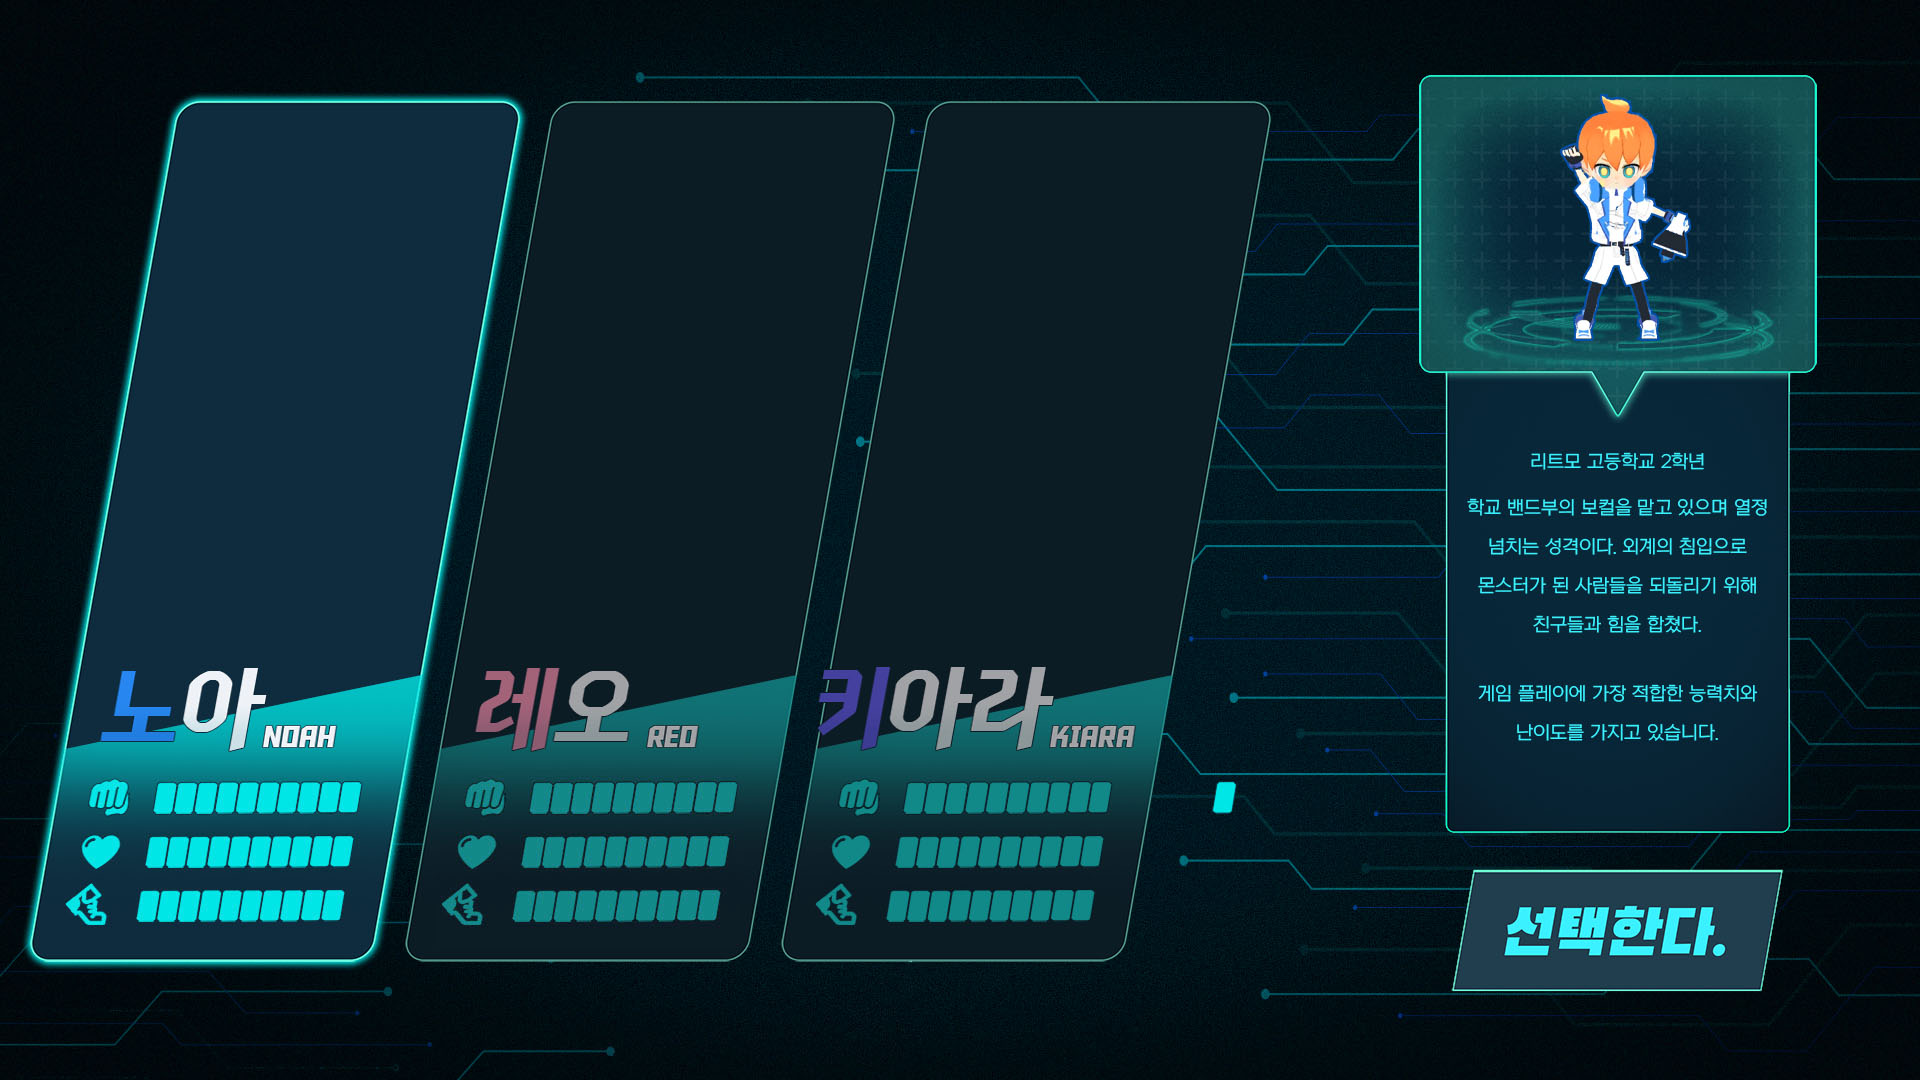 노아 NOAH
레오 REO
키아라 KIARA
리트모 고등학교 2학년
학교 밴드부의 보컬을 맡고 있으며 열정
넘치는 성격이다. 외계의 침입으로
몬스터가 된 사람들을 되돌리기 위해
친구들과 힘을 합쳤다.
게임 플레이에 가장 적합한 능력치와
난이도를 가지고 있습니다.
선택한다.